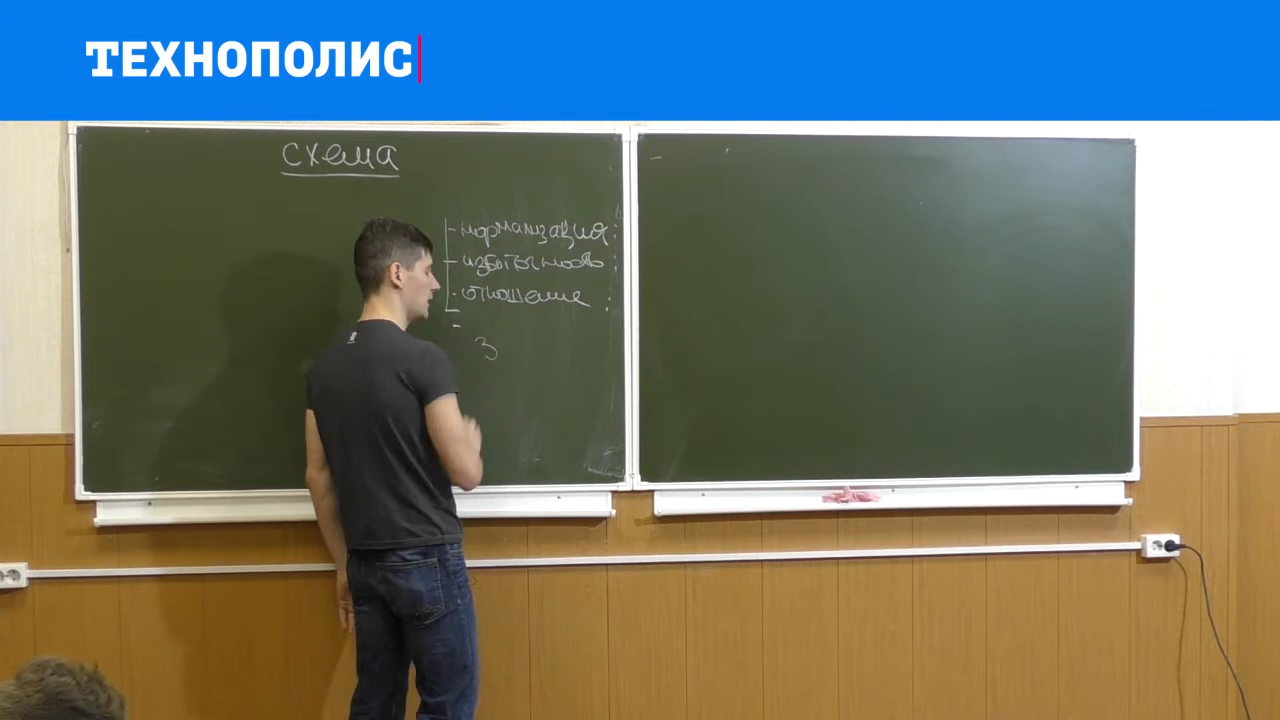 ТЕХНОПОЛИС
схема
- нормализация:
- избыточность:
- отношение:
-
3